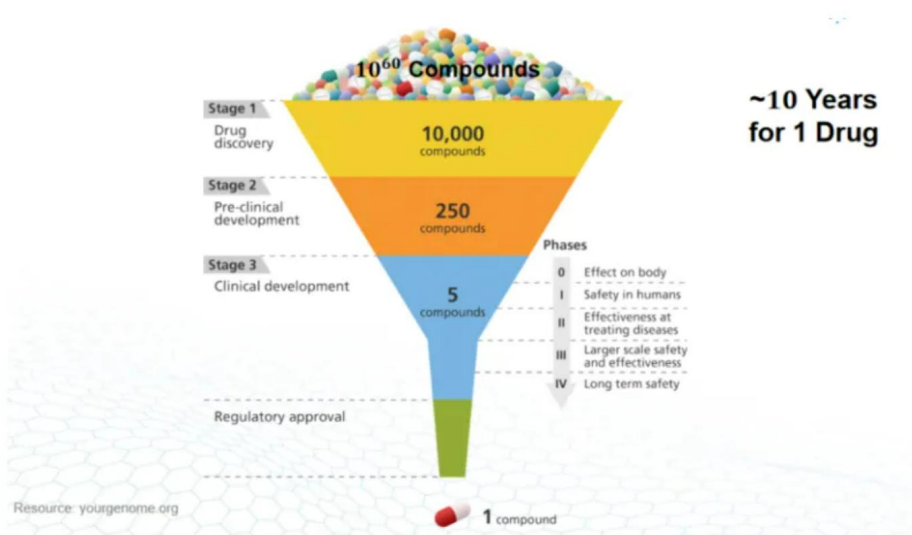 10⁶⁰ Compounds
~10 Years
for 1 Drug
Stage 1
Drug
discovery
10,000
compounds
Stage 2
Pre-clinical
development
250
compounds
Stage 3
Clinical development
5
compounds
Phases
0 Effect on body
I Safety in humans
II Effectiveness at
treating diseases
III Larger scale safety
and effectiveness
IV Long term safety
Regulatory approval
Resource: yourgenome.org
1 compound